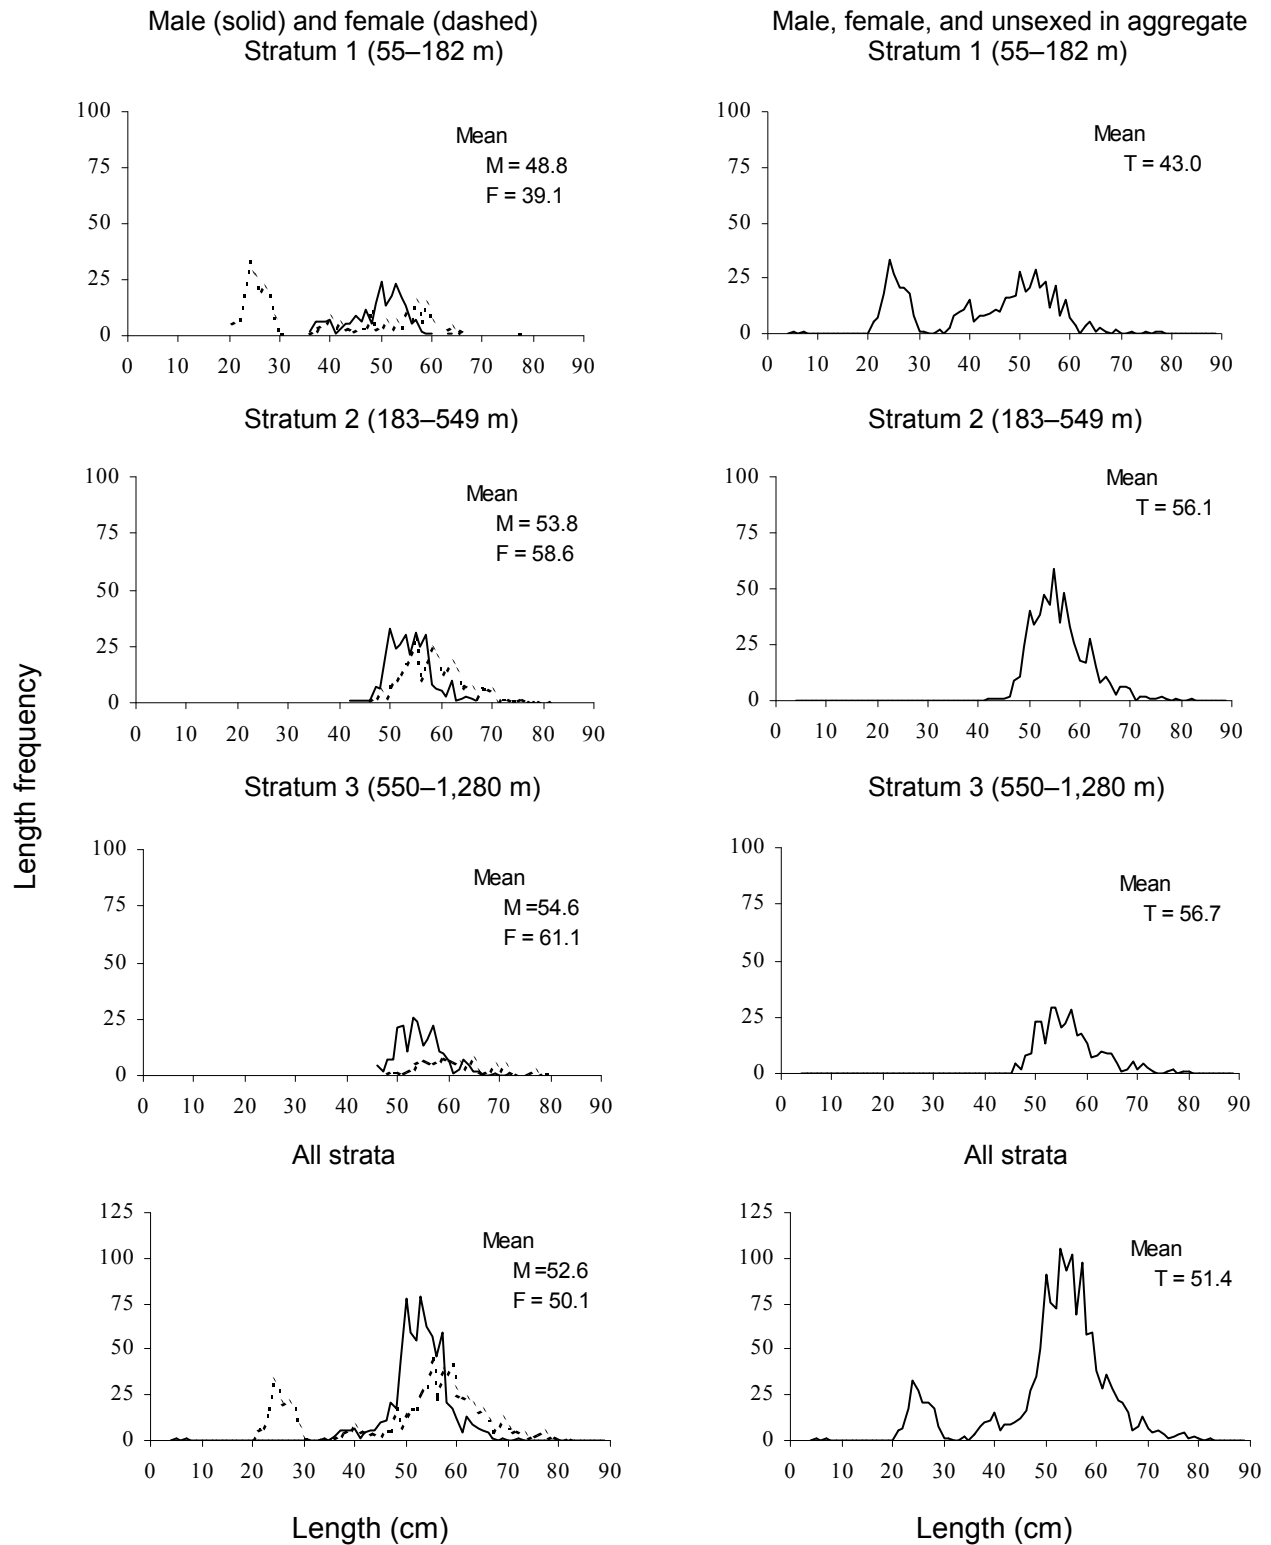 Male (solid) and female (dashed)
Stratum 1 (55–182 m)
100
75
50
25
0
Mean
M = 48.8
F = 39.1
0 10 20 30 40 50 60 70 80 90
Male, female, and unsexed in aggregate
Stratum 1 (55–182 m)
100
75
50
25
0
Mean
T = 43.0
0 10 20 30 40 50 60 70 80 90
Stratum 2 (183–549 m)
100
75
50
25
0
Mean
M = 53.8
F = 58.6
0 10 20 30 40 50 60 70 80 90
Stratum 2 (183–549 m)
100
75
50
25
0
Mean
T = 56.1
0 10 20 30 40 50 60 70 80 90
Length frequency
Stratum 3 (550–1,280 m)
100
75
50
25
0
Mean
M =54.6
F = 61.1
0 10 20 30 40 50 60 70 80 90
Stratum 3 (550–1,280 m)
100
75
50
25
0
Mean
T = 56.7
0 10 20 30 40 50 60 70 80 90
All strata
125
100
75
50
25
0
Mean
M =52.6
F = 50.1
0 10 20 30 40 50 60 70 80 90
Length (cm)
All strata
125
100
75
50
25
0
Mean
T = 51.4
0 10 20 30 40 50 60 70 80 90
Length (cm)